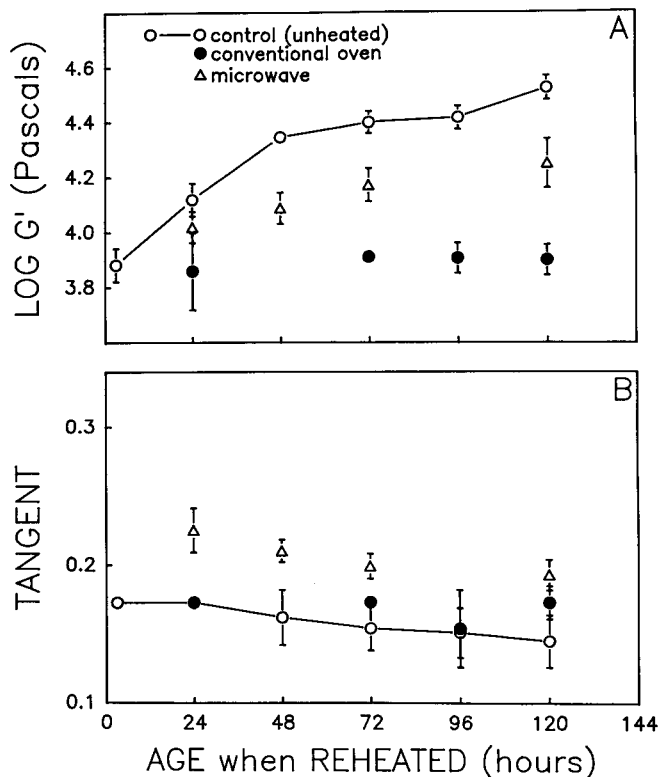 A
control (unheated)
conventional oven
microwave
4.6
4.4
4.2
4.0
3.8
LOG G' (Pascals)
B
0.3
0.2
0.1
TANGENT
0 24 48 72 96 120 144
AGE when REHEATED (hours)